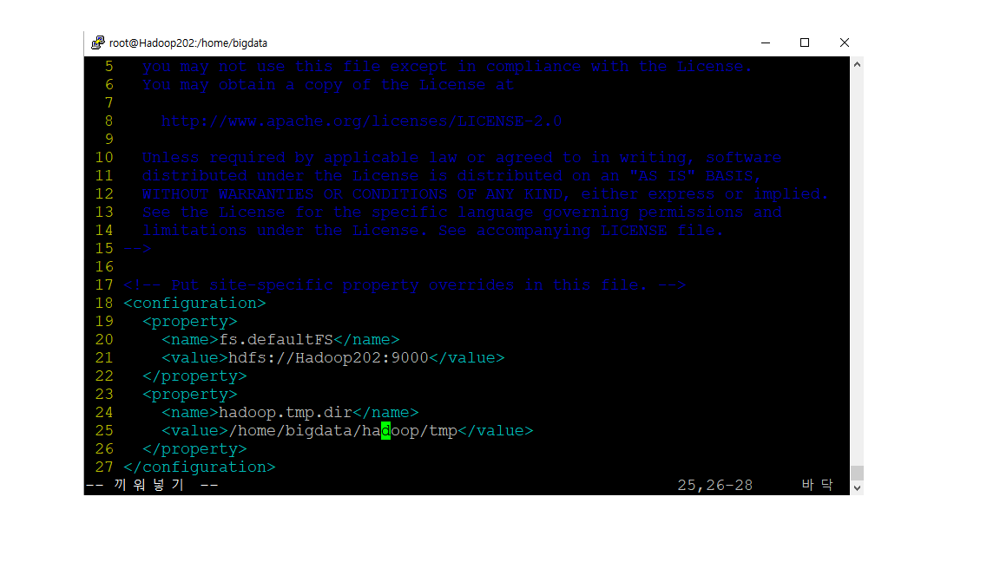 root@Hadoop202:/home/bigdata
5 you may not use this file except in compliance with the License.
6 You may obtain a copy of the License at
7
8 http://www.apache.org/licenses/LICENSE-2.0
9
10 Unless required by applicable law or agreed to in writing, software
11 distributed under the License is distributed on an "AS IS" BASIS,
12 WITHOUT WARRANTIES OR CONDITIONS OF ANY KIND, either express or implied.
13 See the License for the specific language governing permissions and
14 limitations under the License. See accompanying LICENSE file.
15 -->
16
17 <!-- Put site-specific property overrides in this file. -->
18 <configuration>
19 <property>
20 <name>fs.defaultFS</name>
21 <value>hdfs://Hadoop202:9000</value>
22 </property>
23 <property>
24 <name>hadoop.tmp.dir</name>
25 <value>/home/bigdata/hadoop/tmp</value>
26 </property>
27 </configuration>
-- 끼워넣기 -- 25,26-28 바닥